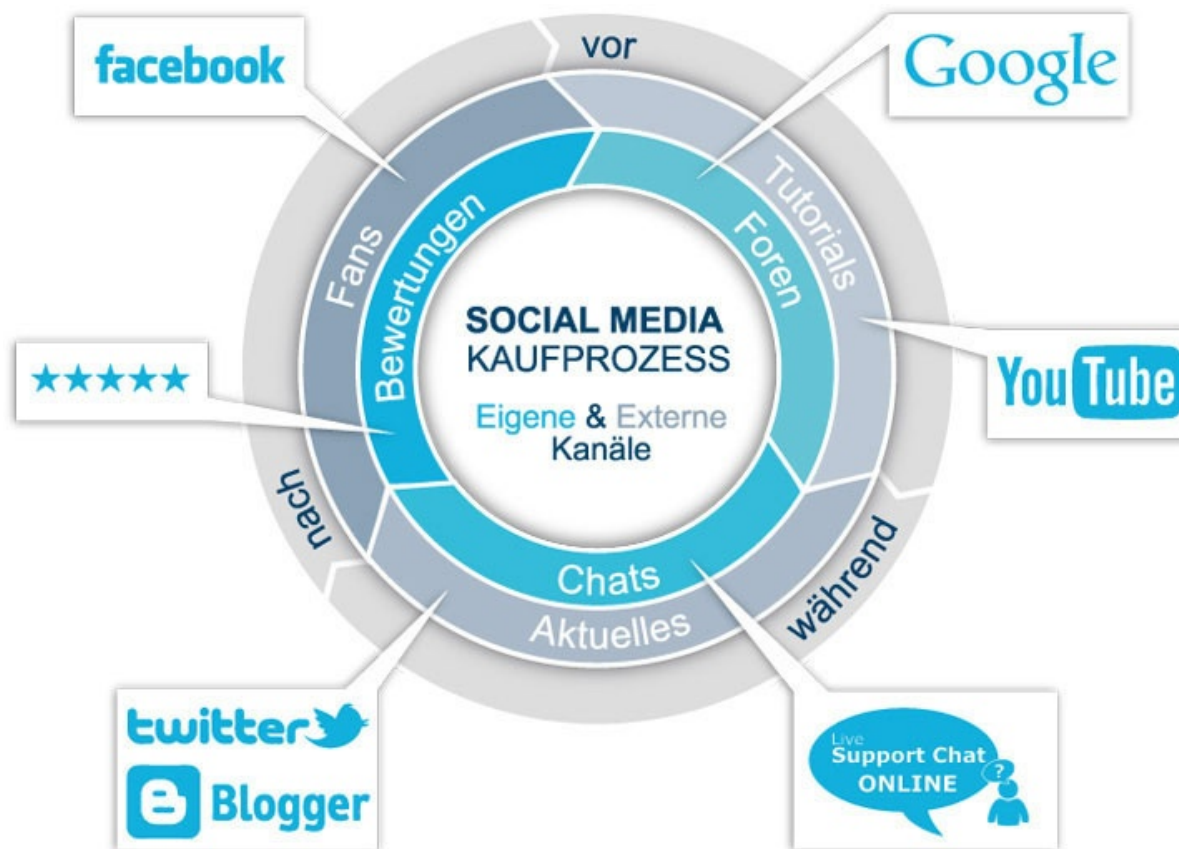 facebook
vor
Google
Tutorials
Foren
Fans
Bewertungen
SOCIAL MEDIA
KAUFPROZESS
Eigene & Externe
Kanäle
YouTube
nach
während
Chats
Aktuelles
twitter
Blogger
Live
Support Chat
ONLINE
?